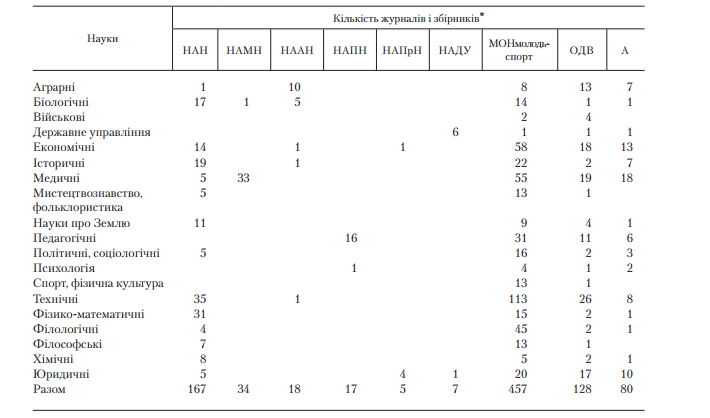 Науки
Кількість журналів і збірників*
НАН НАМН НААН НАПН НАПрН НАДУ МОНмолодь-спорт ОДВ А
Аграрні 1 10 8 13 7
Біологічні 17 1 5 14 1 1
Військові 2 4
Державне управління 6 1 1 1
Економічні 14 1 1 58 18 13
Історичні 19 1 22 2 7
Медичні 5 33 55 19 18
Мистецтвознавство, 5 13 1
фольклористика
Науки про Землю 11 9 4 1
Педагогічні 16 31 11 6
Політичні, соціологічні 5 16 2 3
Психологія 1 4 1 2
Спорт, фізична культура 13 1
Технічні 35 1 113 26 8
Фізико-математичні 31 15 2 1
Філологічні 4 45 2 1
Філософські 7 13 1
Хімічні 8 5 2 1
Юридичні 5 4 1 20 17 10
Разом 167 34 18 17 5 7 457 128 80